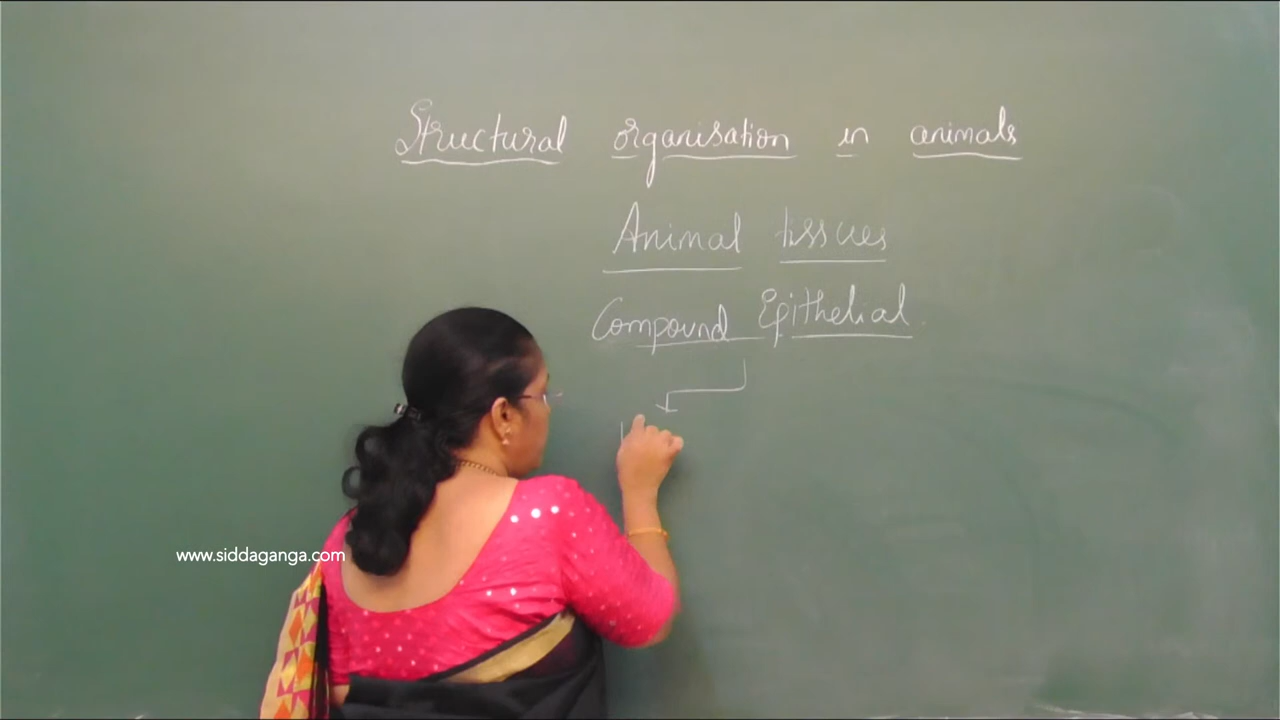 Structural organisation in animals
Animal tissues
Compound Epithelial.
www.siddaganga.com